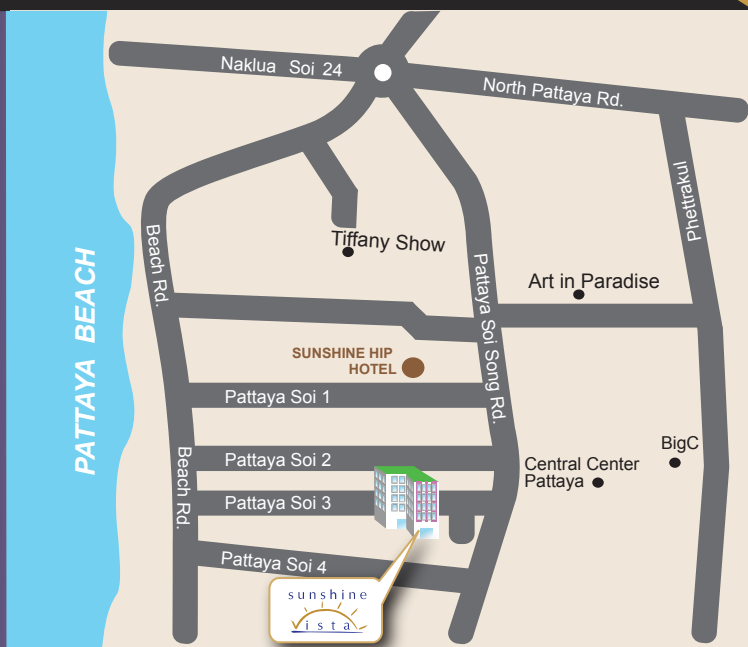 Naklua Soi 24
North Pattaya Rd.
Phettrakul
Beach Rd.
Tiffany Show
Pattaya Soi Song Rd.
Art in Paradise
PATTAYA BEACH
SUNSHINE HIP
HOTEL
Pattaya Soi 1
Beach Rd.
Pattaya Soi 2
Central Center
Pattaya
BigC
Pattaya Soi 3
Pattaya Soi 4
sunshine
Vista